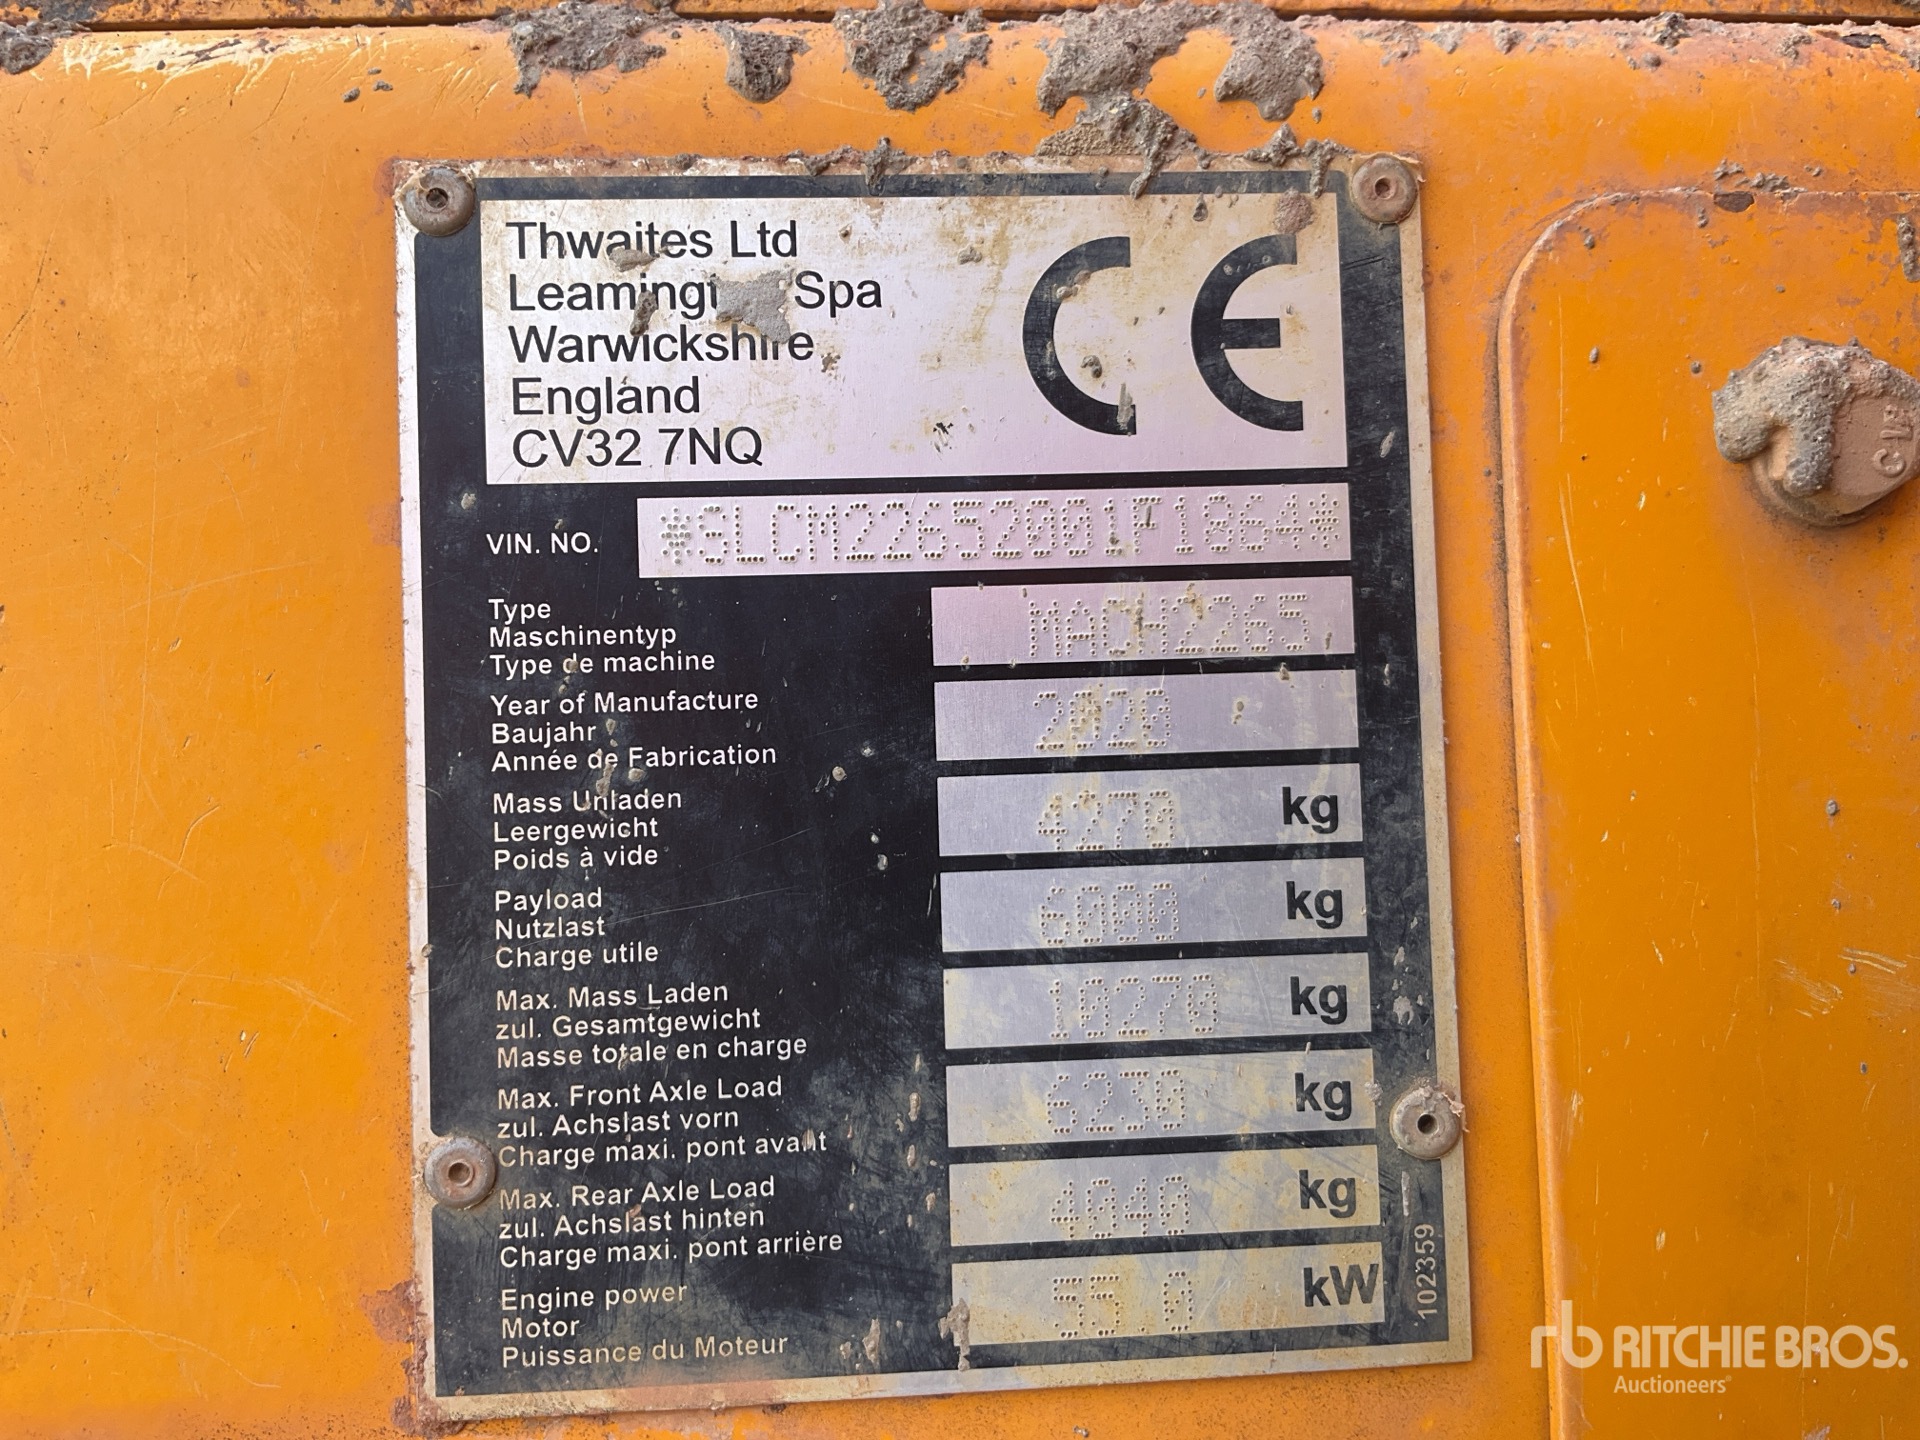 Thwaites Ltd
Leamington Spa
Warwickshire
England
CV32 7NQ
CE
VIN. NO. *SLCM22652001F1864*
Type MACH2265
Maschinentyp
Type de machine
Year of Manufacture 2020
Baujahr
Année de Fabrication
Mass Unladen 4270 kg
Leergewicht
Poids à vide
Payload 6000 kg
Nutzlast
Charge utile
Max. Mass Laden 10270 kg
zul. Gesamtgewicht
Masse totale en charge
Max. Front Axle Load 6230 kg
zul. Achslast vorn
Charge maxi. pont avant
Max. Rear Axle Load 4040 kg
zul. Achslast hinten
Charge maxi. pont arrière
Engine power 55.0 kW
Motor
Puissance du Moteur
102359
rb RITCHIE BROS.
Auctioneers